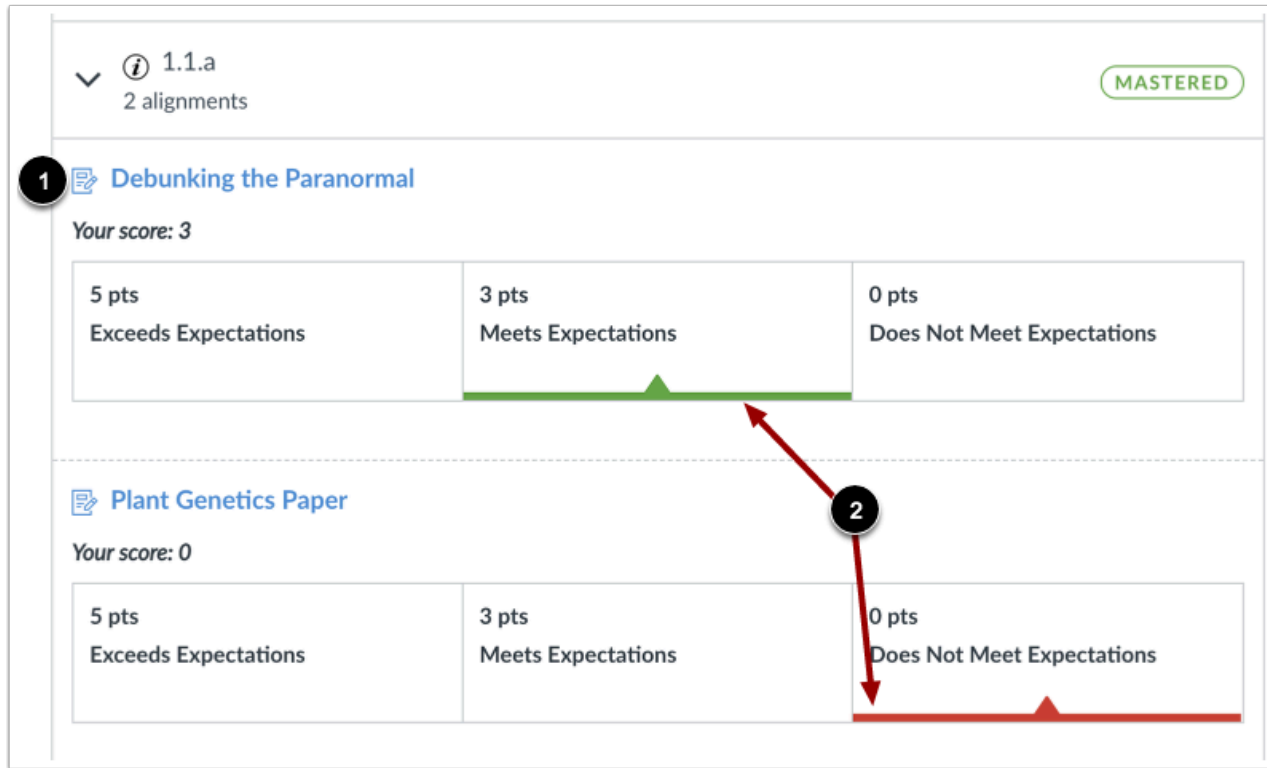 1.1.a
2 alignments
MASTERED
1
Debunking the Paranormal
Your score: 3
5 pts
Exceeds Expectations
3 pts
Meets Expectations
0 pts
Does Not Meet Expectations
2
Plant Genetics Paper
Your score: 0
5 pts
Exceeds Expectations
3 pts
Meets Expectations
0 pts
Does Not Meet Expectations